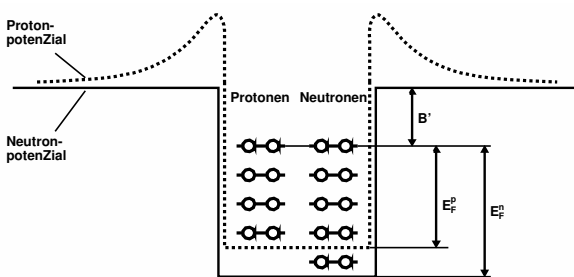 Proton-
potenZial
Neutron-
potenZial
Protonen Neutronen
B'
E_F^p
E_F^n